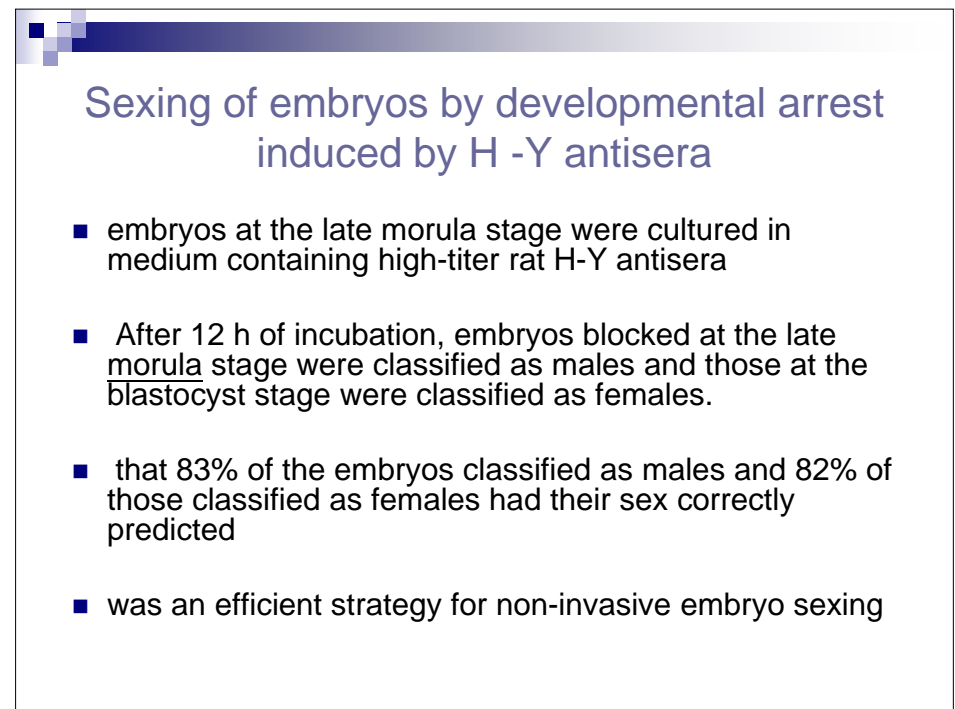 Sexing of embryos by developmental arrest
induced by H -Y antisera
embryos at the late morula stage were cultured in
medium containing high-titer rat H-Y antisera
After 12 h of incubation, embryos blocked at the late
morula stage were classified as males and those at the
blastocyst stage were classified as females.
that 83% of the embryos classified as males and 82% of
those classified as females had their sex correctly
predicted
was an efficient strategy for non-invasive embryo sexing